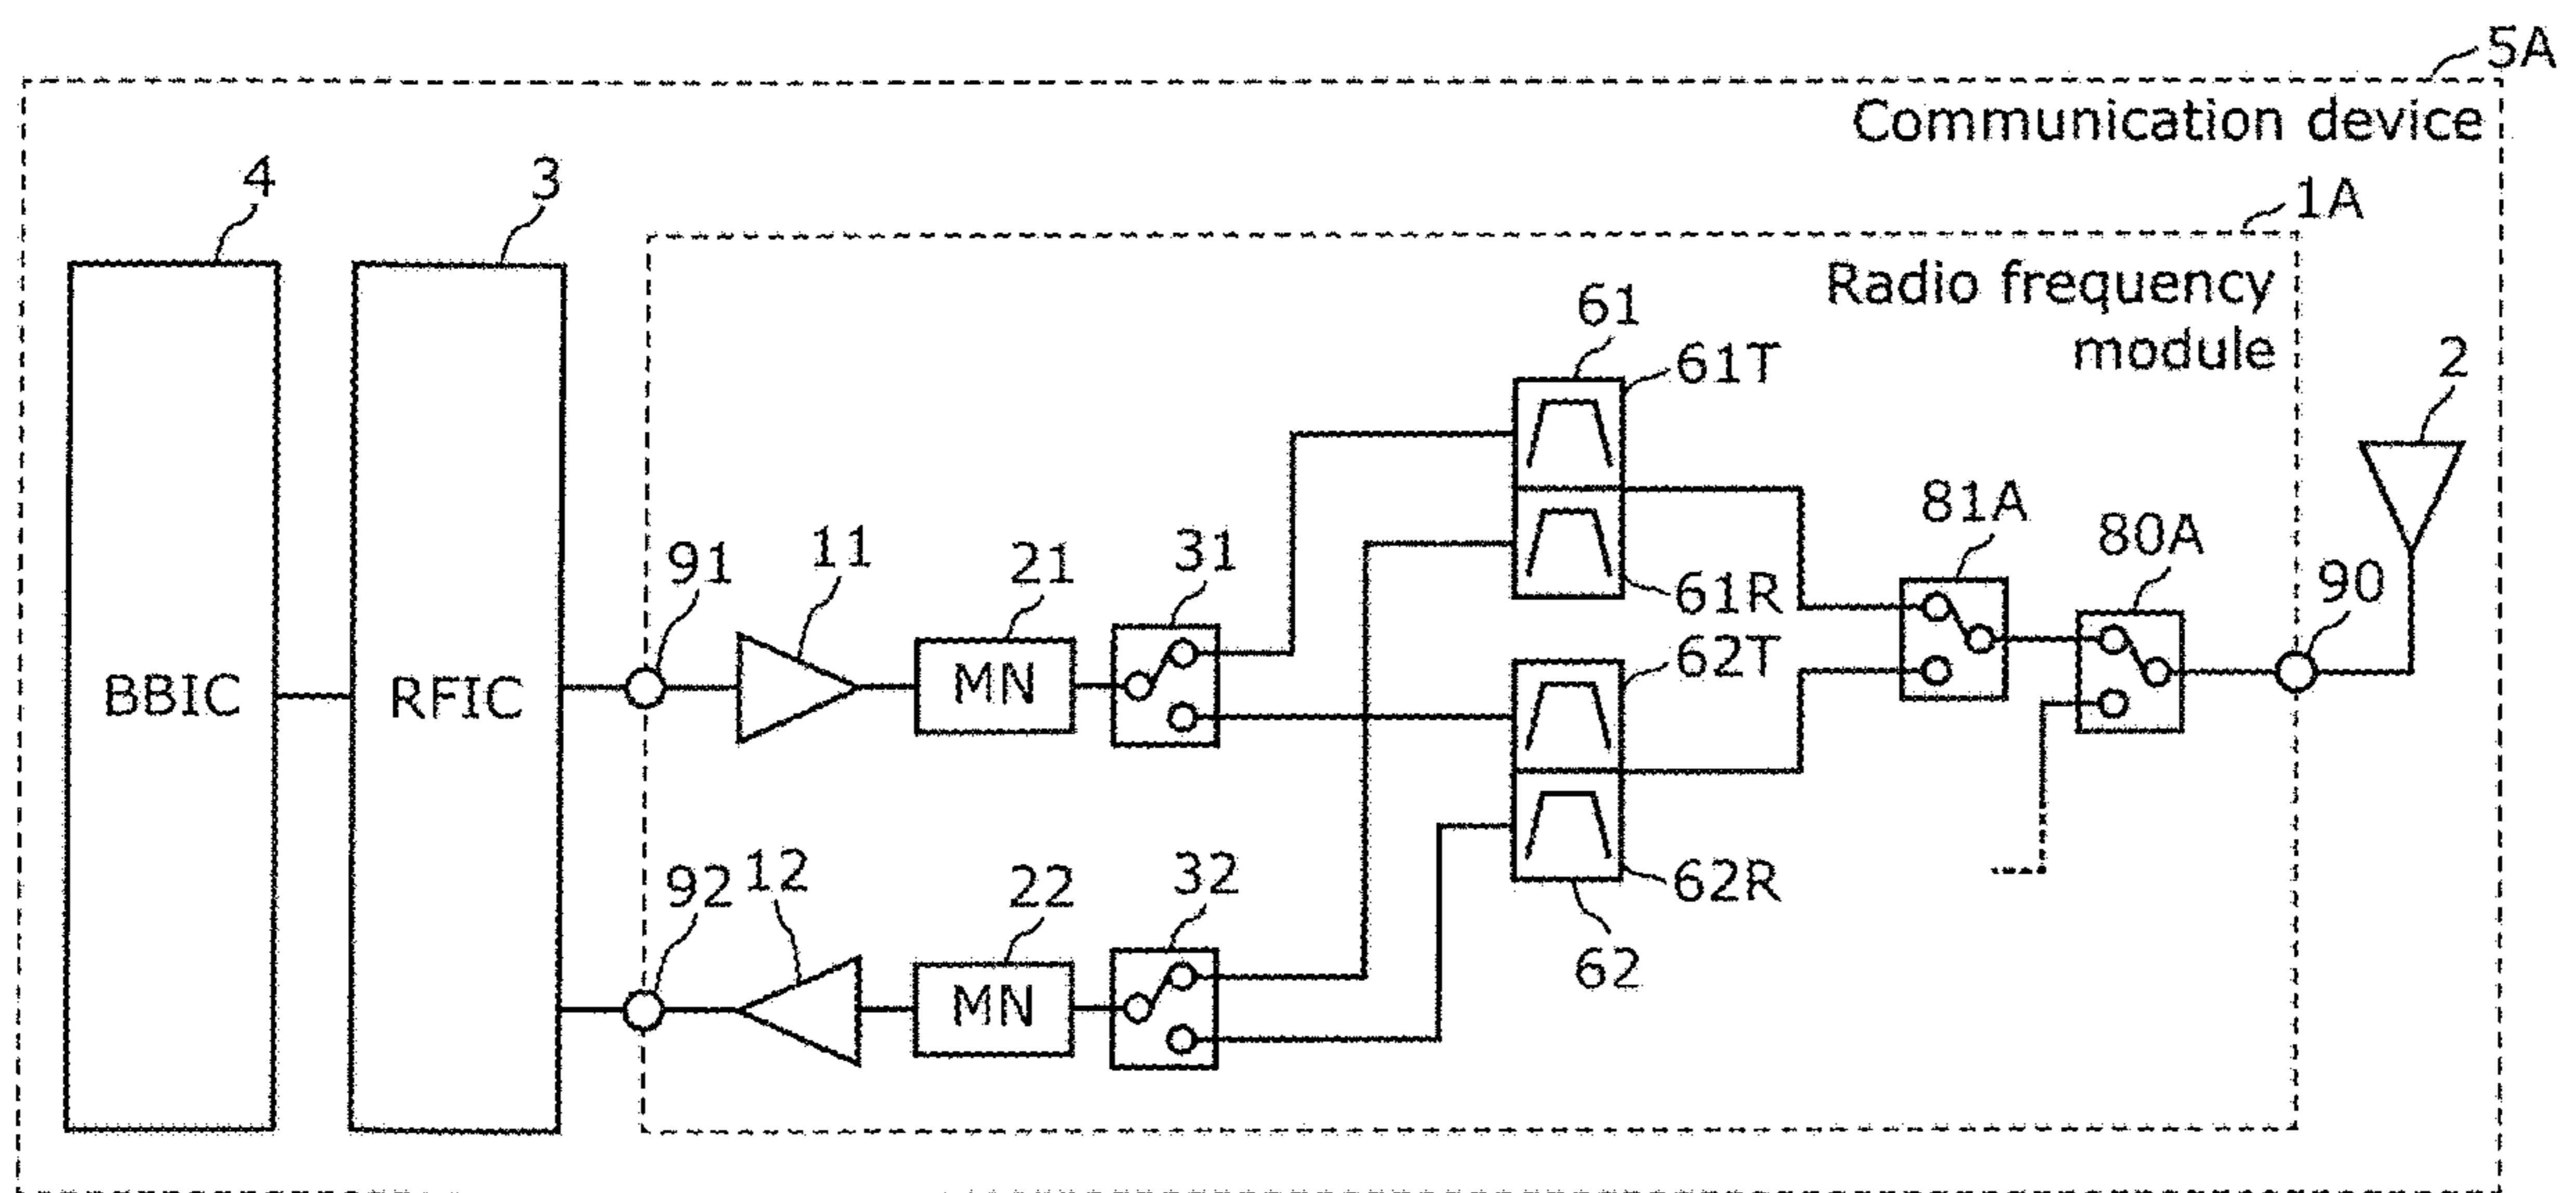 5A
Communication device
4
3
1A
Radio frequency
module
61
61T
2
91
11
21
31
81A
80A
90
61R
62T
BBIC
RFIC
MN
92
12
22
32
62R
62
MN